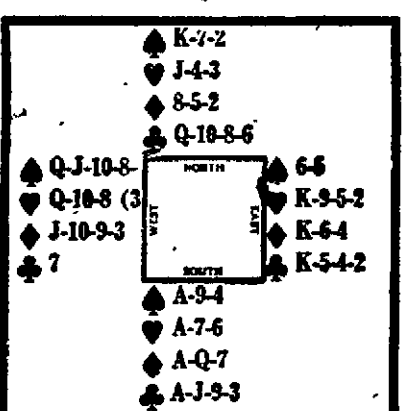 ♠ K-7-2
♥ J-4-3
♦ 8-5-2
♣ Q-10-8-6
♠ Q-J-10-8-
♥ Q-10-8 (3
♦ J-10-9-3
♣ 7
NORTH
WEST
EAST
SOUTH
♠ 6-5
♥ K-9-5-2
♦ K-6-4
♣ K-5-4-2
♠ A-9-4
♥ A-7-6
♦ A-Q-7
♣ A-J-9-3